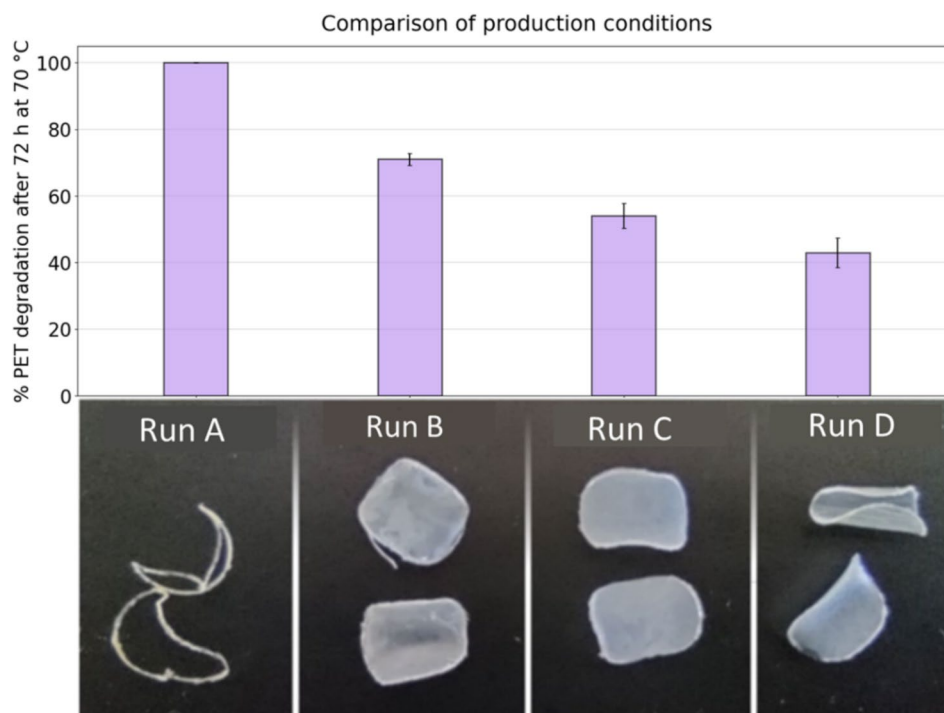 Comparison of production conditions
% PET degradation after 72 h at 70 °C
100
80
60
40
20
0
Run A
Run B
Run C
Run D